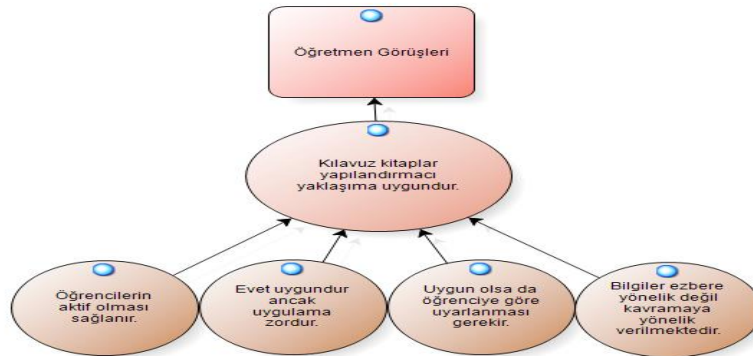 Öğretmen Görüşleri
Kılavuz kitaplar
yapılandırmacı
yaklaşıma uygundur.
Öğrencilerin
aktif olması
sağlanır.
Evet uygundur
ancak
uygulama
zordur.
Uygun olsa da
öğrenciye göre
uyarlanması
gerekir.
Bilgiler ezbere
yönelik değil
kavramaya
yönelik
verilmektedir.